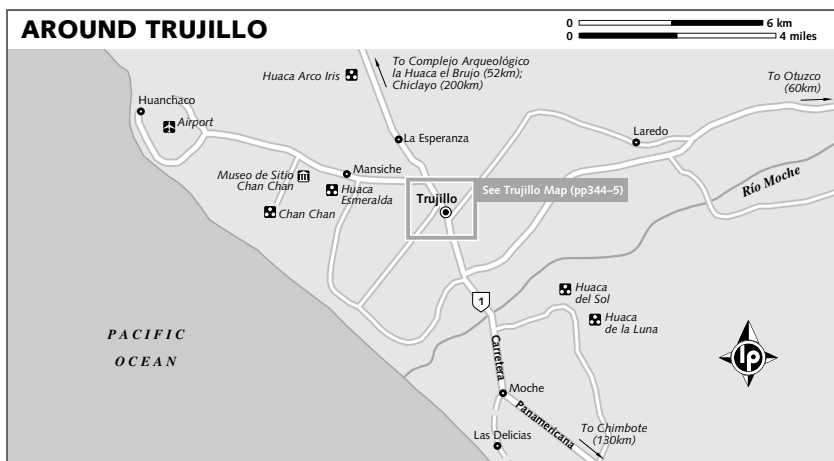 AROUND TRUJILLO
0 6 km
0 4 miles
To Complejo Arqueológico
la Huaca el Brujo (52km);
Chiclayo (200km)
Huaca Arco Iris
To Otuzco
(60km)
Huanchaco
Airport
La Esperanza
Laredo
Mansiche
Museo de Sitio
Chan Chan
Huaca
Esmeralda
Chan Chan
Trujillo
See Trujillo Map (pp344–5)
Río Moche
Huaca
del Sol
1
Huaca
de la Luna
PACIFIC
OCEAN
lp
Carretera
Panamericana
Moche
Las Delicias
To Chimbote
(130km)